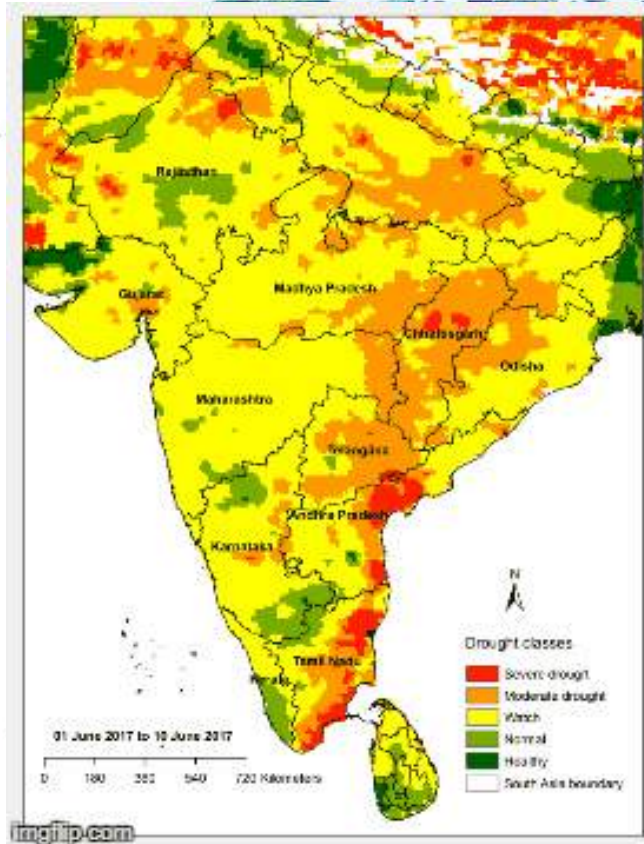 Rajasthan
Gujarat
Madhya Pradesh
Chhatisgarh
Odisha
Maharashtra
Telangana
Andhra Pradesh
Karnataka
Tamil Nadu
Kerala
N
Drought classes
Severe drought
Moderate drought
Watch
Normal
Healthy
South Asia boundary
01 June 2017 to 10 June 2017
0 180 360 540 720 Kilometers
imgflip.com